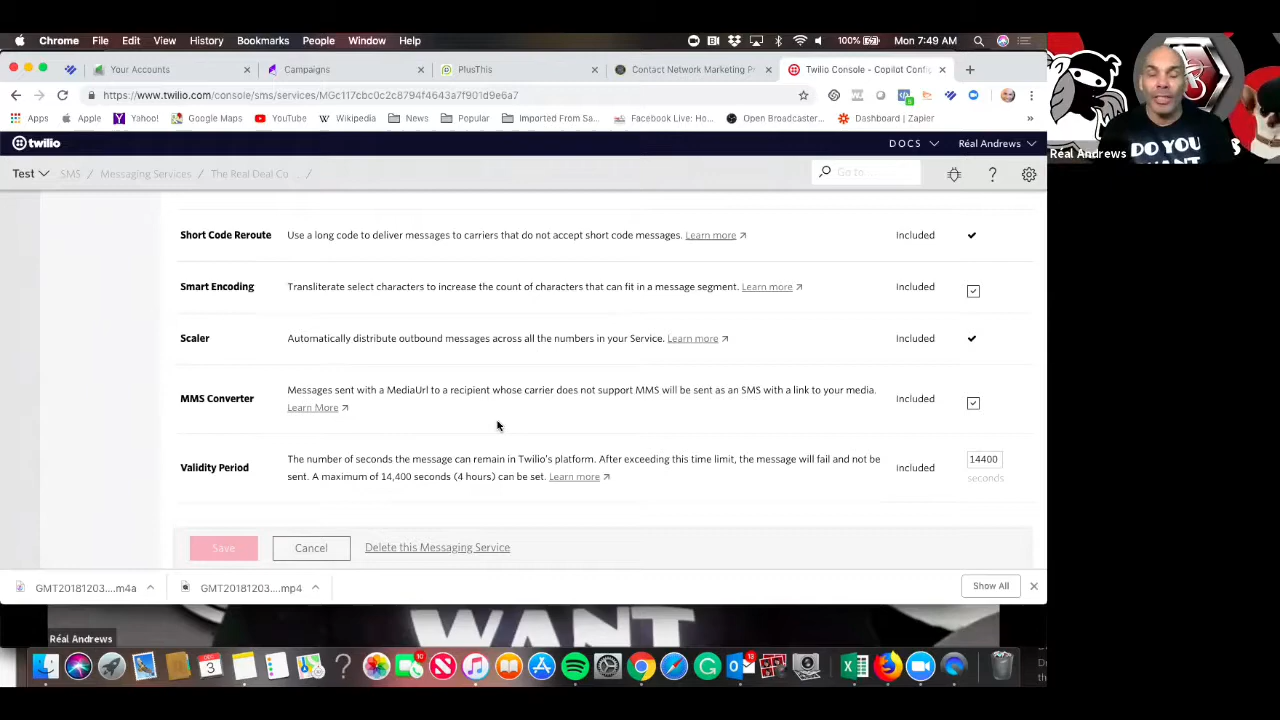 Chrome File Edit View History Bookmarks People Window Help 100% Mon 7:49 AM
Your Accounts × Campaigns × PlusThis × Contact Network Marketing P × Twilio Console - Copilot Confi ×
https://www.twilio.com/console/sms/services/MGc117cbc0c2c8794f4643a7f901d9e6a7
Apps Apple Yahoo! Google Maps YouTube Wikipedia News Popular Imported From Sa... Facebook Live: Ho... Open Broadcaster... Dashboard | Zapier
twilio DOCS Réal Andrews
Test SMS / Messaging Services / The Real Deal Co ... / Go to...
Short Code Reroute Use a long code to deliver messages to carriers that do not accept short code messages. Learn more Included
Smart Encoding Transliterate select characters to increase the count of characters that can fit in a message segment. Learn more Included
Scaler Automatically distribute outbound messages across all the numbers in your Service. Learn more Included
MMS Converter Messages sent with a MediaUrl to a recipient whose carrier does not support MMS will be sent as an SMS with a link to your media. Included
Learn More
Validity Period The number of seconds the message can remain in Twilio's platform. After exceeding this time limit, the message will fail and not be Included 14400
sent. A maximum of 14,400 seconds (4 hours) can be set. Learn more seconds
Save Cancel Delete this Messaging Service
GMT20181203....m4a GMT20181203....mp4 Show All
WANT
Réal Andrews
DEC
3
10
13
Réal Andrews
DO YOU
WANT